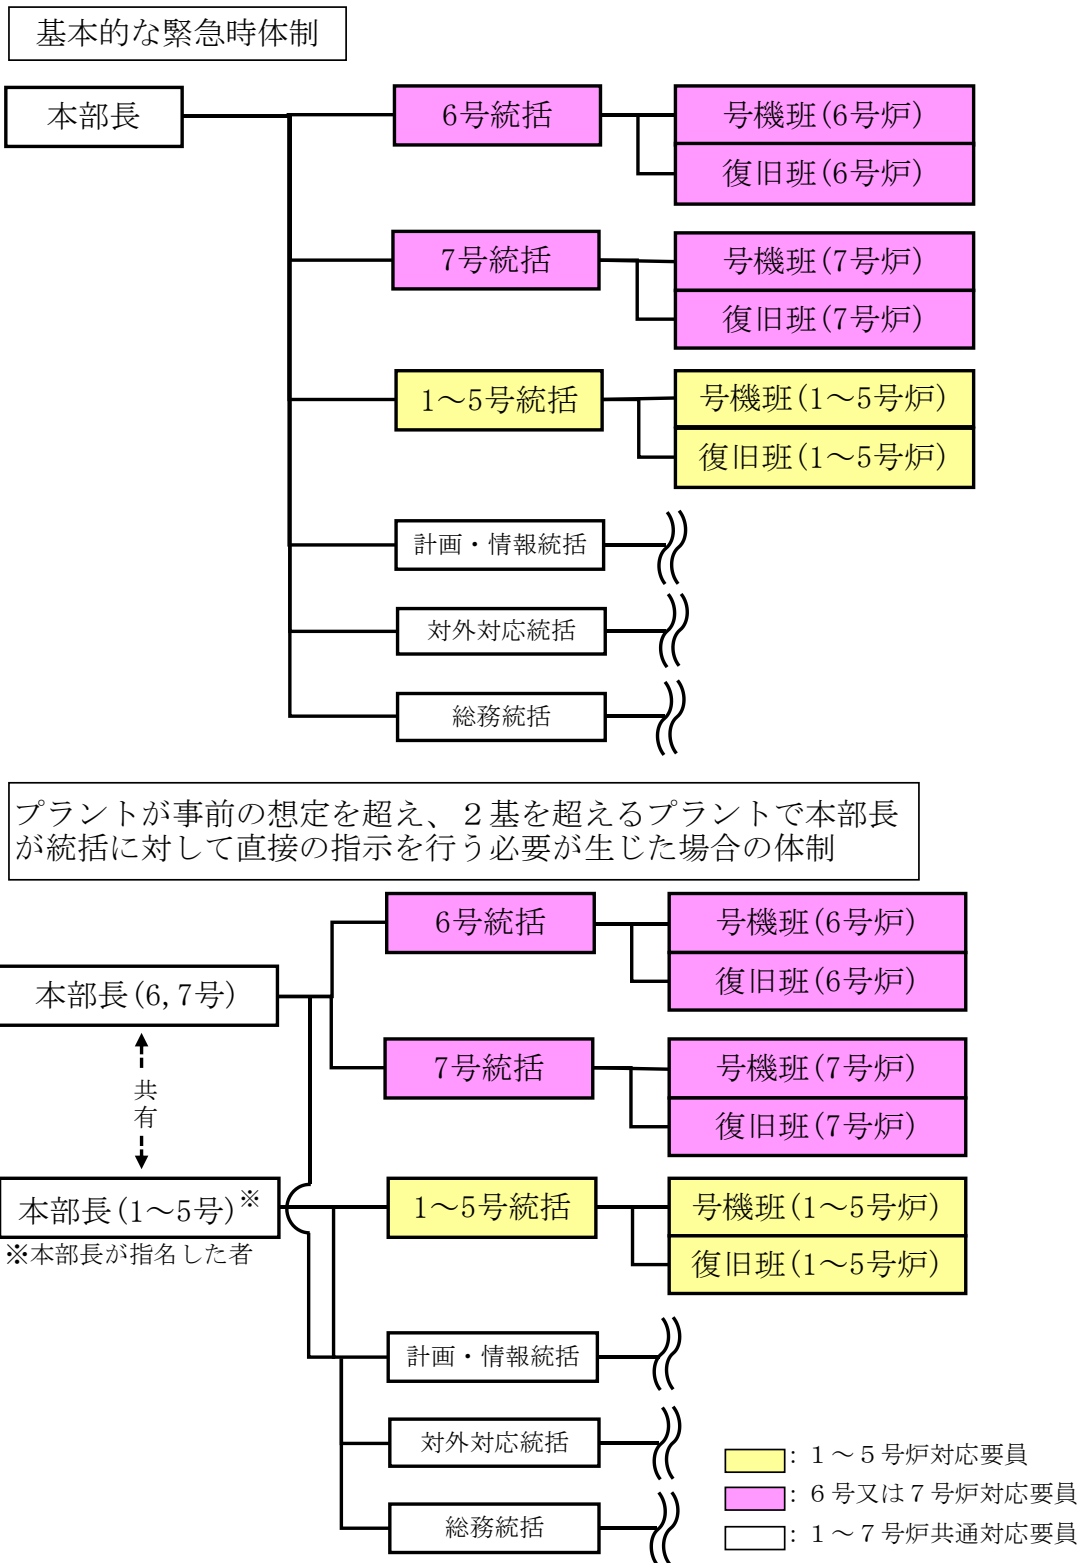 基本的な緊急時体制
本部長
6号統括
号機班(6号炉)
復旧班(6号炉)
7号統括
号機班(7号炉)
復旧班(7号炉)
1～5号統括
号機班(1～5号炉)
復旧班(1～5号炉)
計画・情報統括
対外対応統括
総務統括
プラントが事前の想定を超え、２基を超えるプラントで本部長
が統括に対して直接の指示を行う必要が生じた場合の体制
6号統括
号機班(6号炉)
復旧班(6号炉)
本部長(6,7号)
7号統括
号機班(7号炉)
復旧班(7号炉)
共有
本部長(1～5号)※
※本部長が指名した者
1～5号統括
号機班(1～5号炉)
復旧班(1～5号炉)
計画・情報統括
対外対応統括
総務統括
：１～５号炉対応要員
：６号又は７号炉対応要員
：１～７号炉共通対応要員